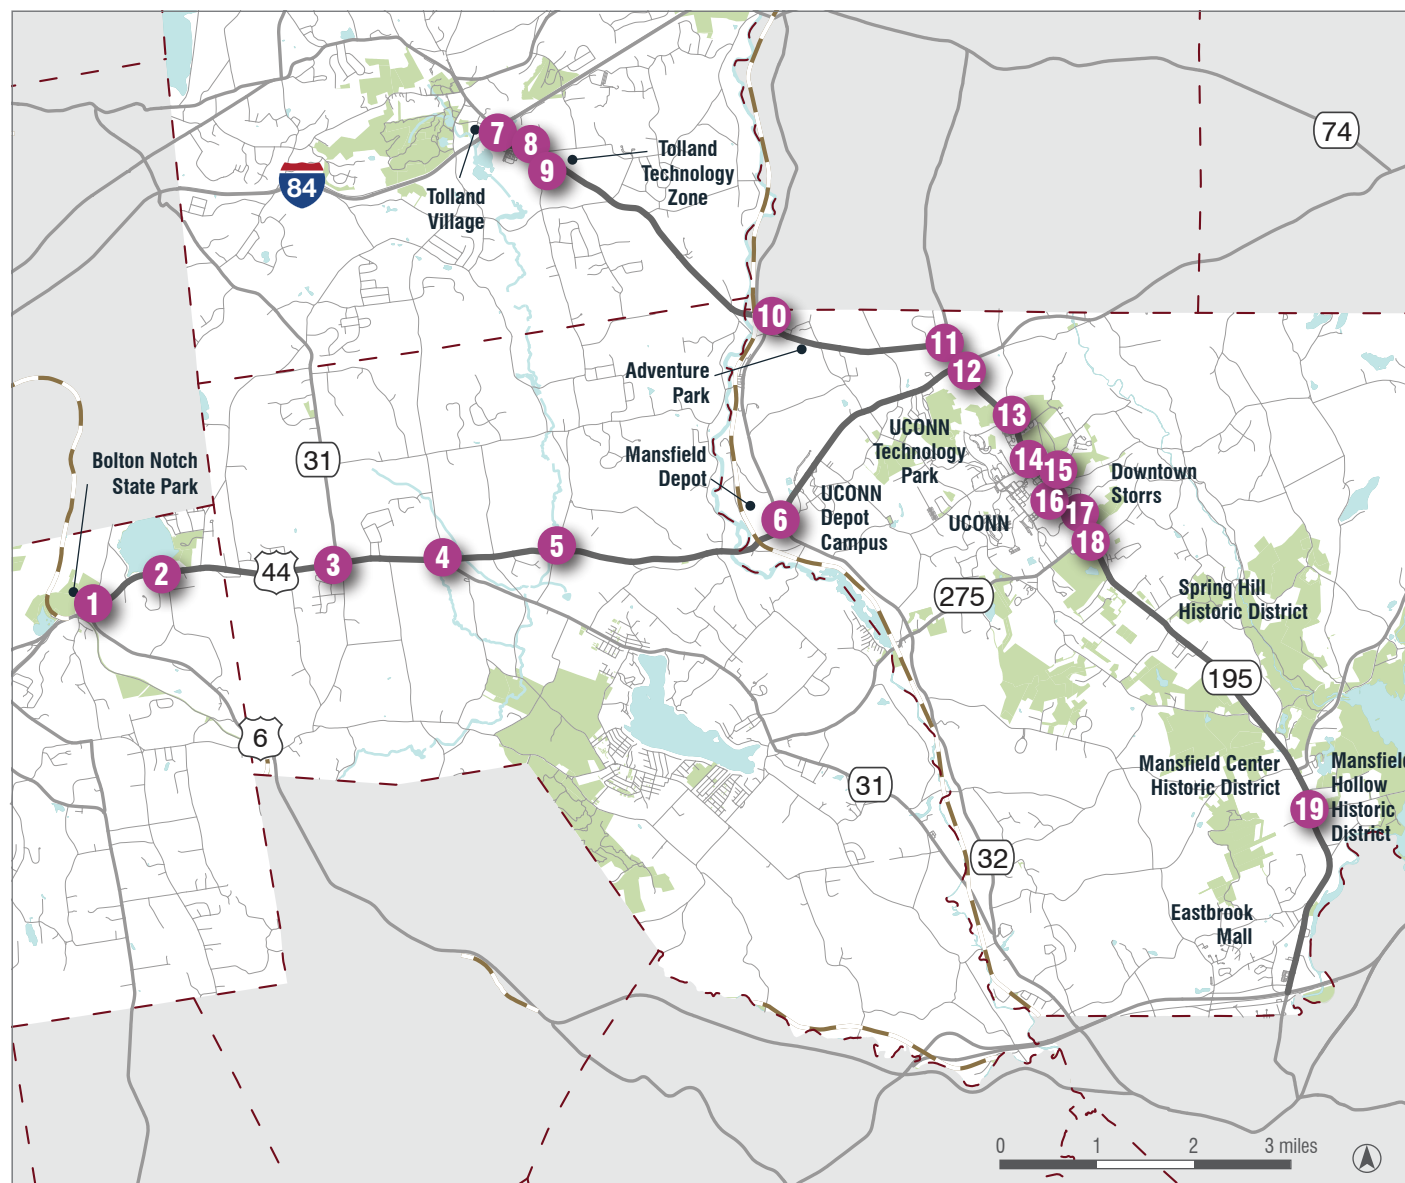 74
7
8
9
Tolland
Technology
Zone
84
Tolland
Village
10
11
12
Adventure
Park
13
UCONN
Technology
Park
31
Bolton Notch
State Park
Mansfield
Depot
14
15
Downtown
Storrs
16
17
18
UCONN
Depot
Campus
UCONN
6
5
4
3
44
2
1
275
Spring Hill
Historic District
195
6
Mansfield Center
Historic District
Mansfield
Hollow
Historic
District
19
31
32
Eastbrook
Mall
0 1 2 3 miles